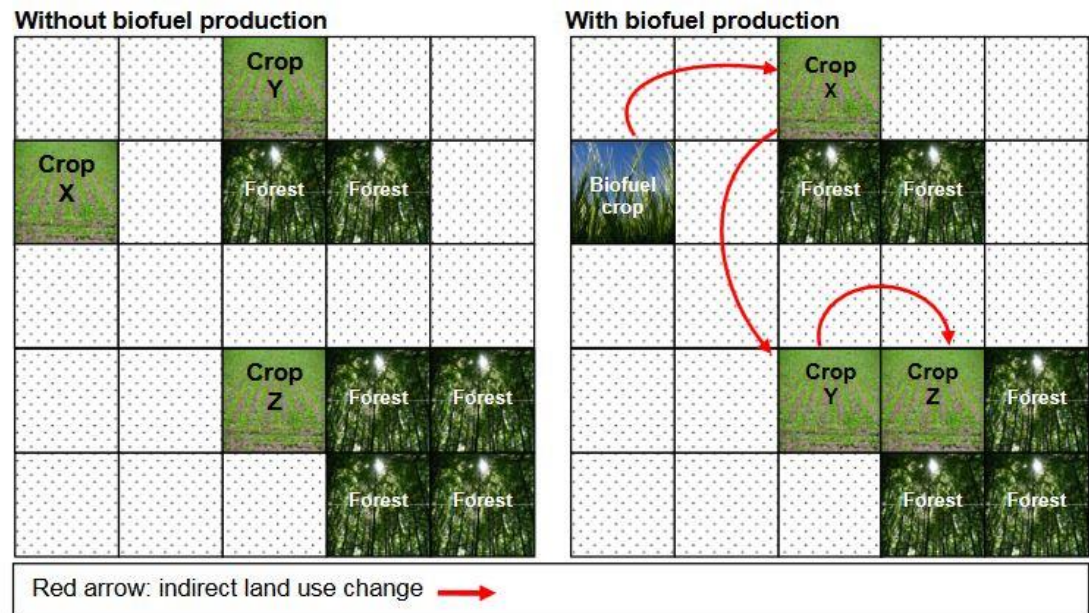 Without biofuel production
Crop
Y
Crop
X
Forest
Forest
Crop
Z
Forest
Forest
Forest
Forest
With biofuel production
Crop
X
Biofuel
crop
Forest
Forest
Crop
Y
Crop
Z
Forest
Forest
Forest
Red arrow: indirect land use change